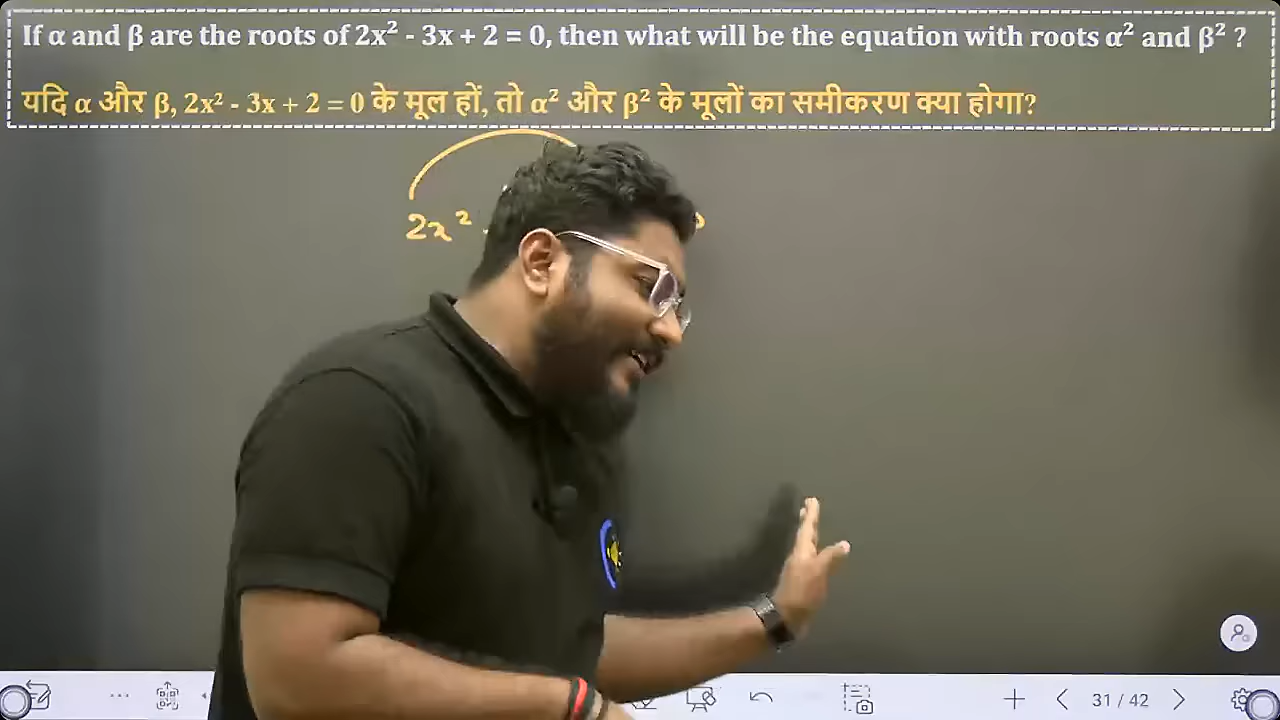 If α and β are the roots of 2x² - 3x + 2 = 0, then what will be the equation with roots α² and β² ?
यदि α और β, 2x² - 3x + 2 = 0 के मूल हों, तो α² और β² के मूलों का समीकरण क्या होगा?
2x²
31 / 42